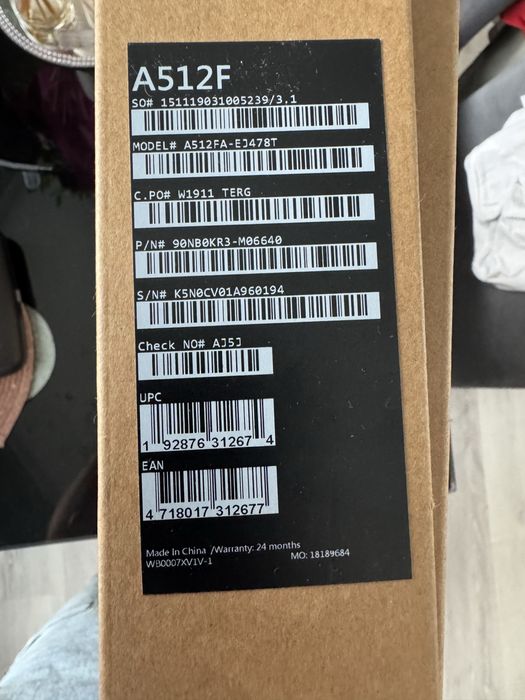 A512F
SO# 151119031005239/3.1
MODEL# A512FA-EJ478T
C.PO# W1911 TERG
P/N# 90NB0KR3-M06640
S/N# K5N0CV01A960194
Check NO# AJ5J
UPC
1 92876 31267 4
EAN
4 718017 312677
Made In China /Warranty: 24 months
WB0007XV1V-1 MO: 18189684